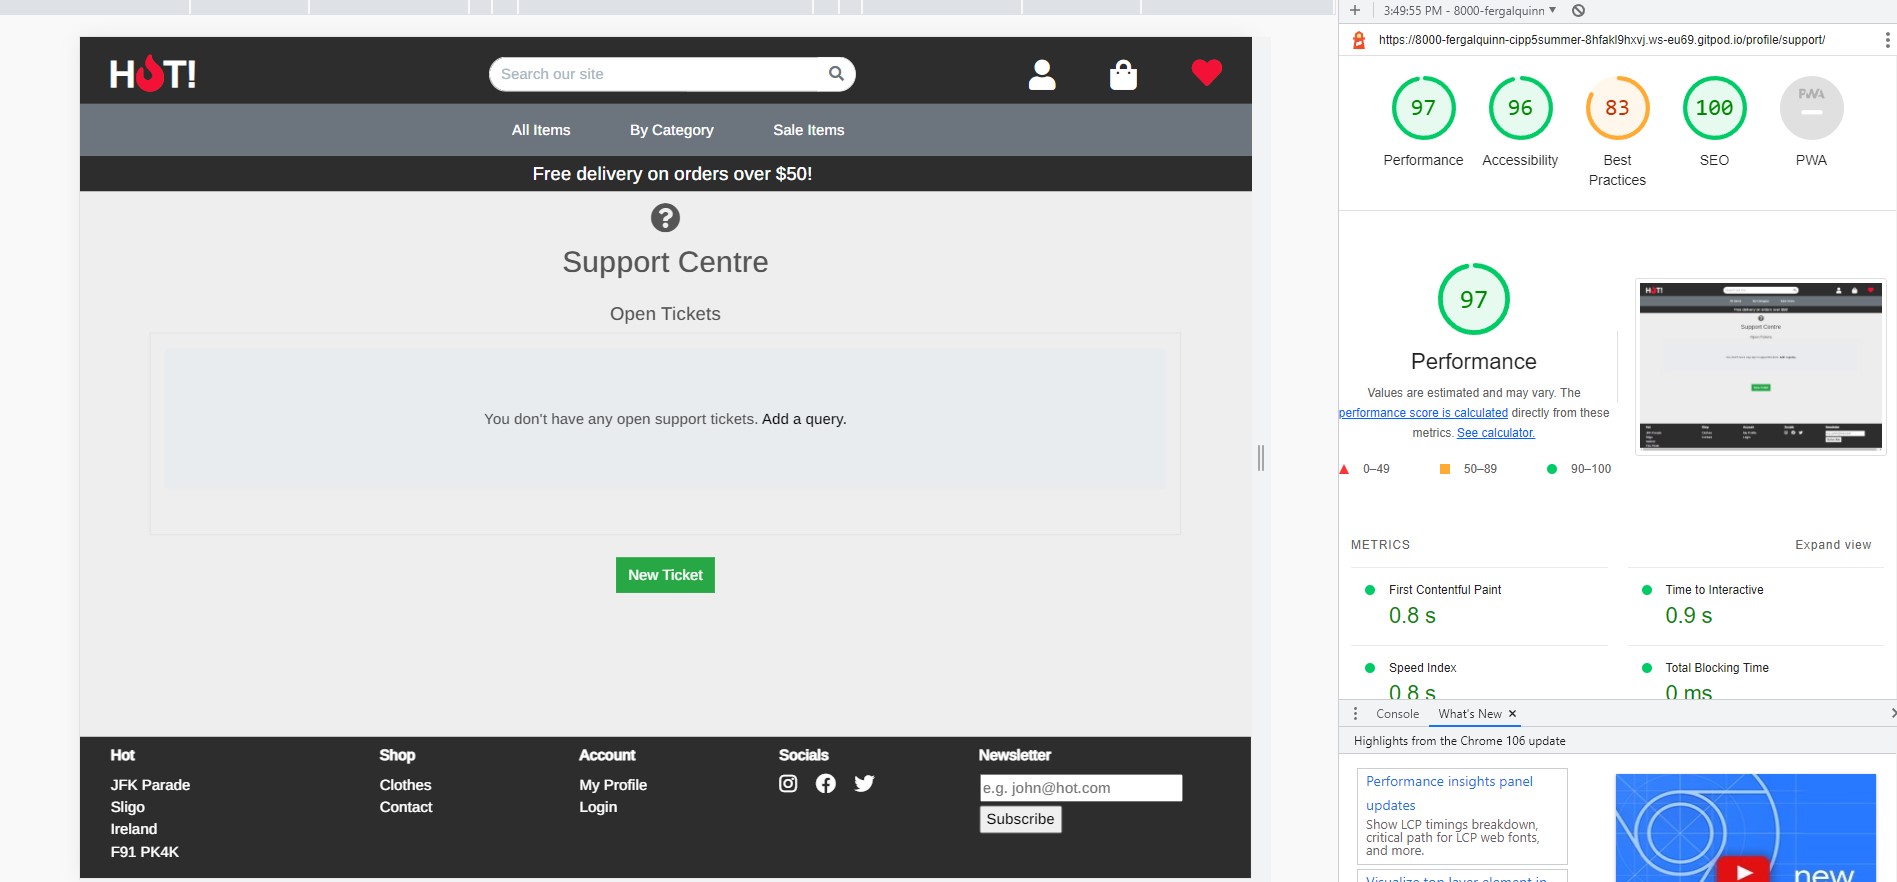 HOT!
Search our site
All Items By Category Sale Items
Free delivery on orders over $50!
Support Centre
Open Tickets
You don't have any open support tickets. Add a query.
New Ticket
Hot
JFK Parade
Sligo
Ireland
F91 PK4K
Shop
Clothes
Contact
Account
My Profile
Login
Socials
Newsletter
e.g. john@hot.com
Subscribe
3:49:55 PM - 8000-fergalquinn
https://8000-fergalquinn-cipp5summer-8hfakl9hxvj.ws-eu69.gitpod.io/profile/support/
97 96 83 100 PWA
Performance Accessibility Best Practices SEO PWA
97
Performance
Values are estimated and may vary. The
performance score is calculated directly from these
metrics. See calculator.
0–49 50–89 90–100
METRICS Expand view
First Contentful Paint
0.8 s
Time to Interactive
0.9 s
Speed Index
0.8 s
Total Blocking Time
0 ms
Console What's New
Highlights from the Chrome 106 update
Performance insights panel
updates
Show LCP timings breakdown,
critical path for LCP web fonts,
and more.
Visualize top layer element in
new